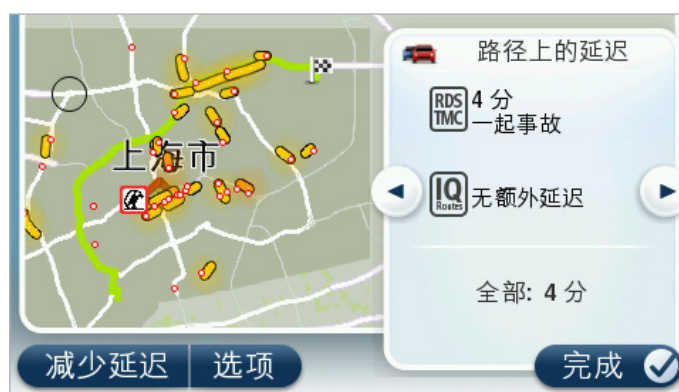 上海市
路径上的延迟
RDS
TMC
4 分
一起事故
IQ
Routes
无额外延迟
全部: 4 分
减少延迟
选项
完成